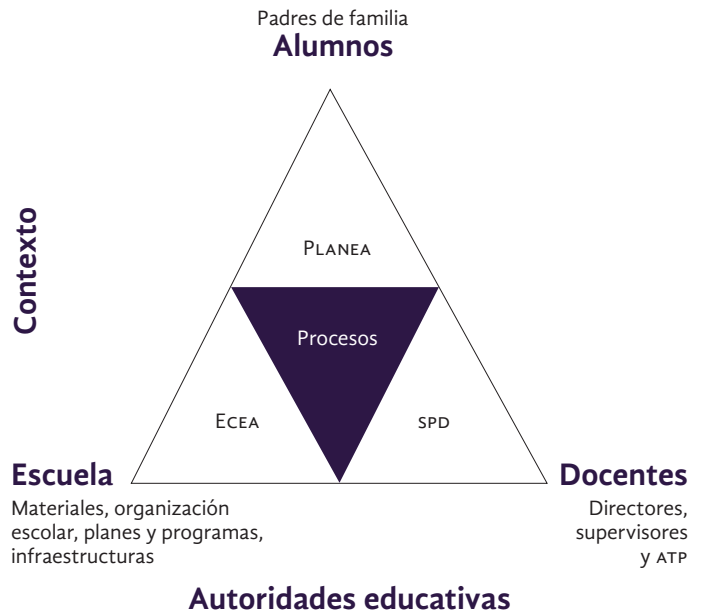 Padres de familia
Alumnos
Contexto
PLANEA
Procesos
ECEA
SPD
Escuela
Materiales, organización
escolar, planes y programas,
infraestructuras
Docentes
Directores,
supervisores
y ATP
Autoridades educativas